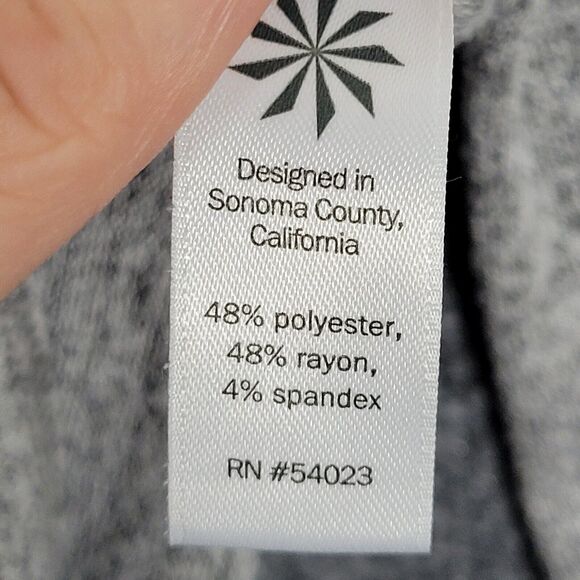 Designed in
Sonoma County,
California
48% polyester,
48% rayon,
4% spandex
RN #54023